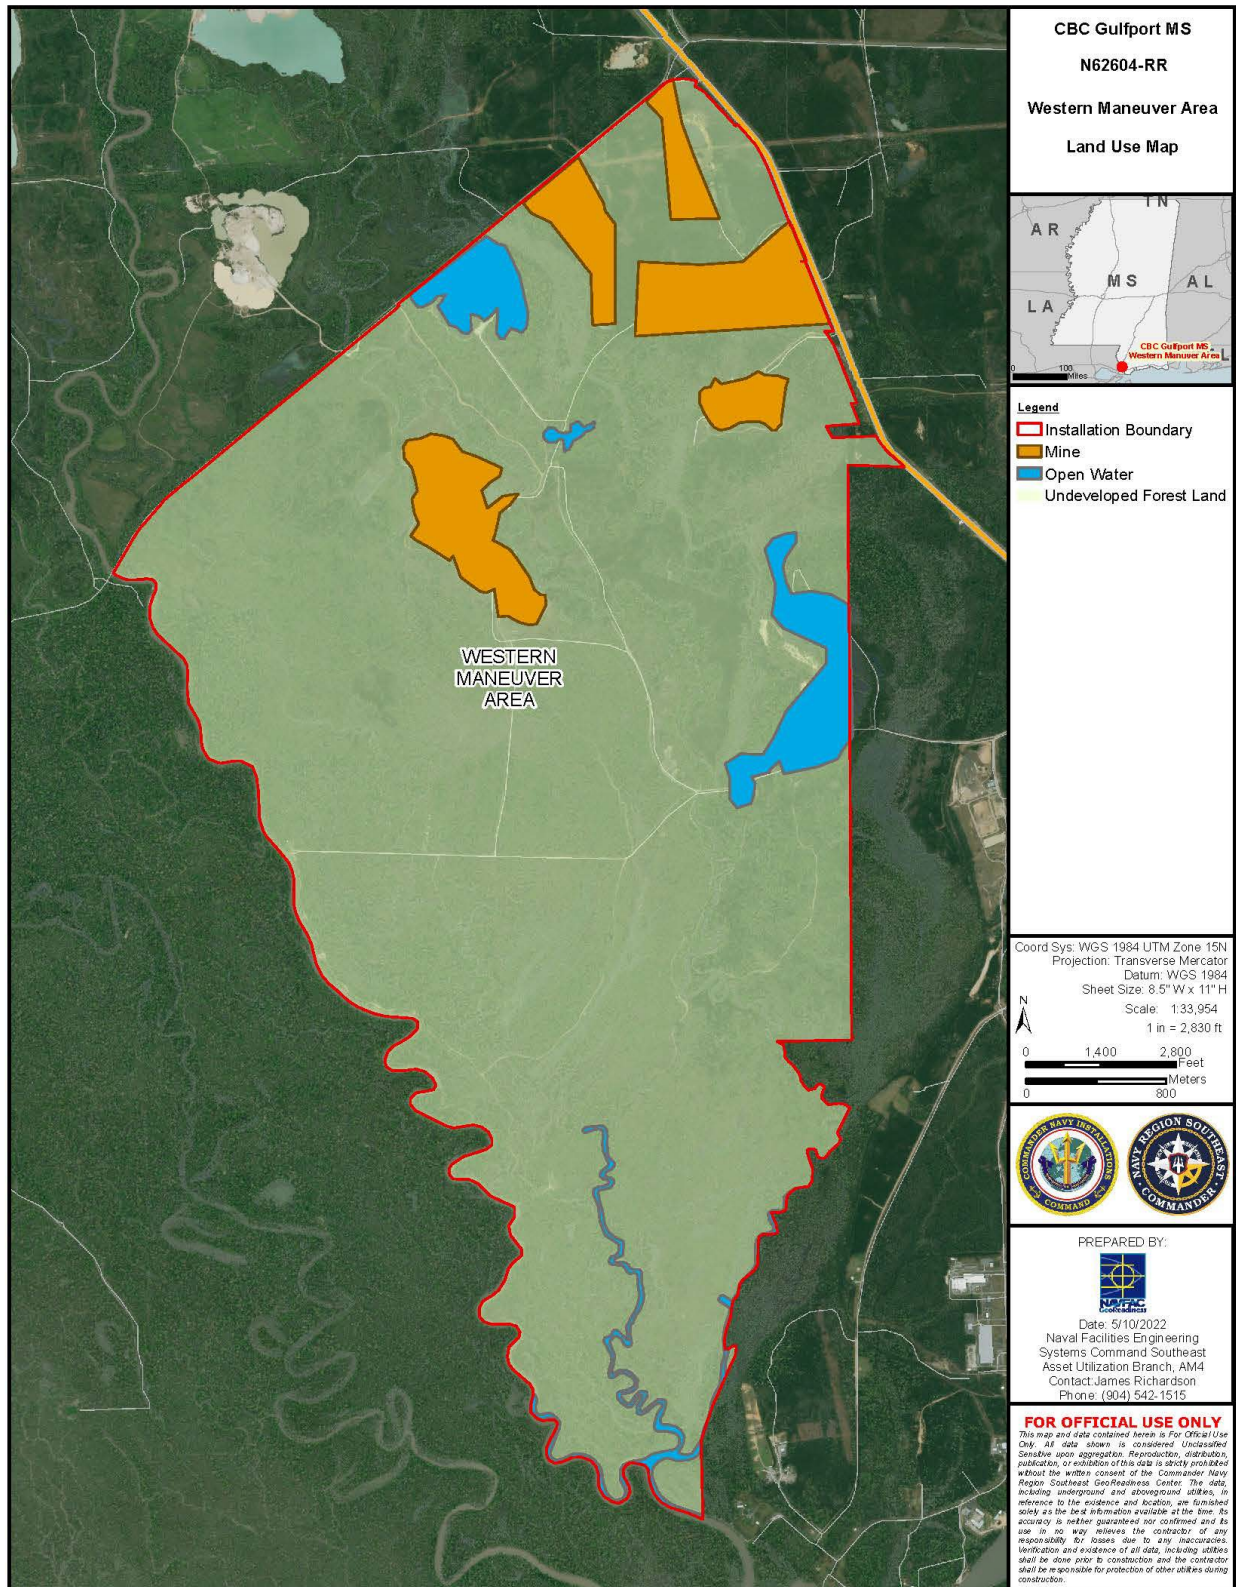 CBC Gulfport MS
N62604-RR
Western Maneuver Area
Land Use Map
TN
AR
MS
AL
LA
CBC Gulfport MS
Western Manuver Area
L
0 100
Miles
Legend
Installation Boundary
Mine
Open Water
Undeveloped Forest Land
WESTERN
MANEUVER
AREA
Coord Sys: WGS 1984 UTM Zone 15N
Projection: Transverse Mercator
Datum: WGS 1984
Sheet Size: 8.5" W x 11" H
N
Scale: 1:33,954
1 in = 2,830 ft
0 1,400 2,800
Feet
Meters
0 800
COMMANDER NAVY INSTALLATIONS
COMMAND
NAVY REGION SOUTHEAST
COMMANDER
PREPARED BY:
NAVFAC
GeoReadiness
Date: 5/10/2022
Naval Facilities Engineering
Systems Command Southeast
Asset Utilization Branch, AM4
Contact:James Richardson
Phone: (904) 542-1515
FOR OFFICIAL USE ONLY
This map and data contained herein is For Official Use
Only. All data shown is considered Unclassified
Sensitive upon aggregation. Reproduction, distribution,
publication, or exhibition of this data is strictly prohibited
without the written consent of the Commander Navy
Region Southeast GeoReadiness Center. The data,
including underground and aboveground utilities, in
reference to the existence and location, are furnished
solely as the best information available at the time. Its
accuracy is neither guaranteed nor confirmed and its
use in no way relieves the contractor of any
responsibility for losses due to any inaccuracies.
Verification and existence of all data, including utilities
shall be done prior to construction and the contractor
shall be responsible for protection of other utilities during
construction.